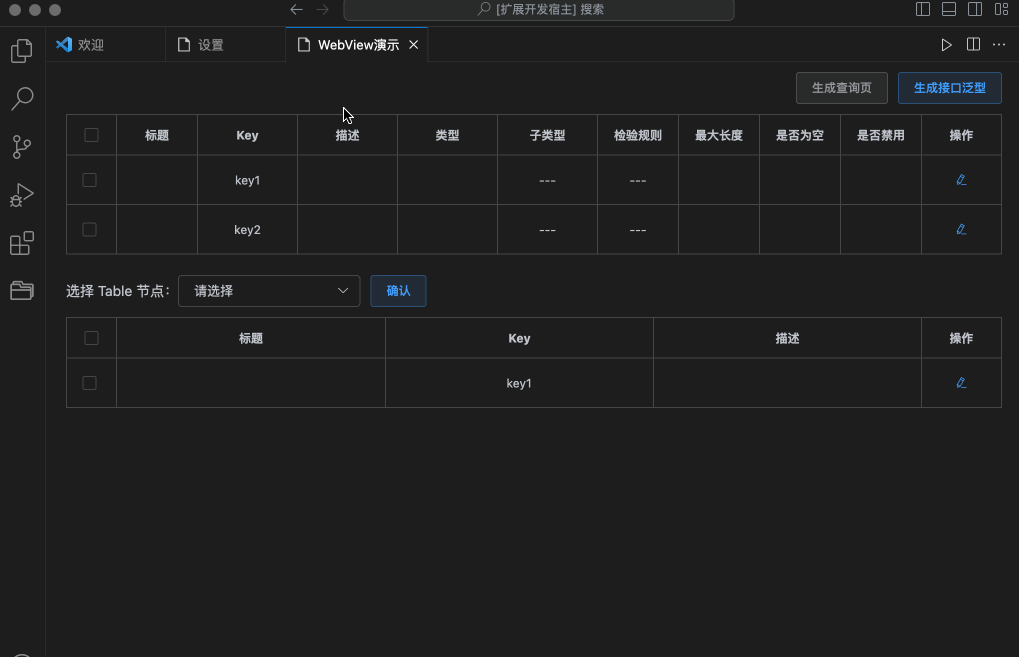 [扩展开发宿主] 搜索
欢迎 设置 WebView演示
生成查询页 生成接口泛型
标题 Key 描述 类型 子类型 检验规则 最大长度 是否为空 是否禁用 操作
key1 --- ---
key2 --- ---
选择 Table 节点: 请选择 确认
标题 Key 描述 操作
key1